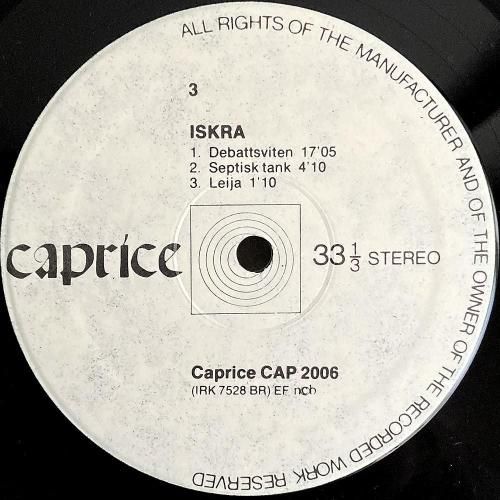 ALL RIGHTS OF THE MANUFACTURER AND OF THE OWNER OF THE RECORDED WORK RESERVED
3
ISKRA
1. Debattsviten 17'05
2. Septisk tank 4'10
3. Leija 1'10
caprice
33 1/3 STEREO
Caprice CAP 2006
(IRK 7528 BR) EF ncb